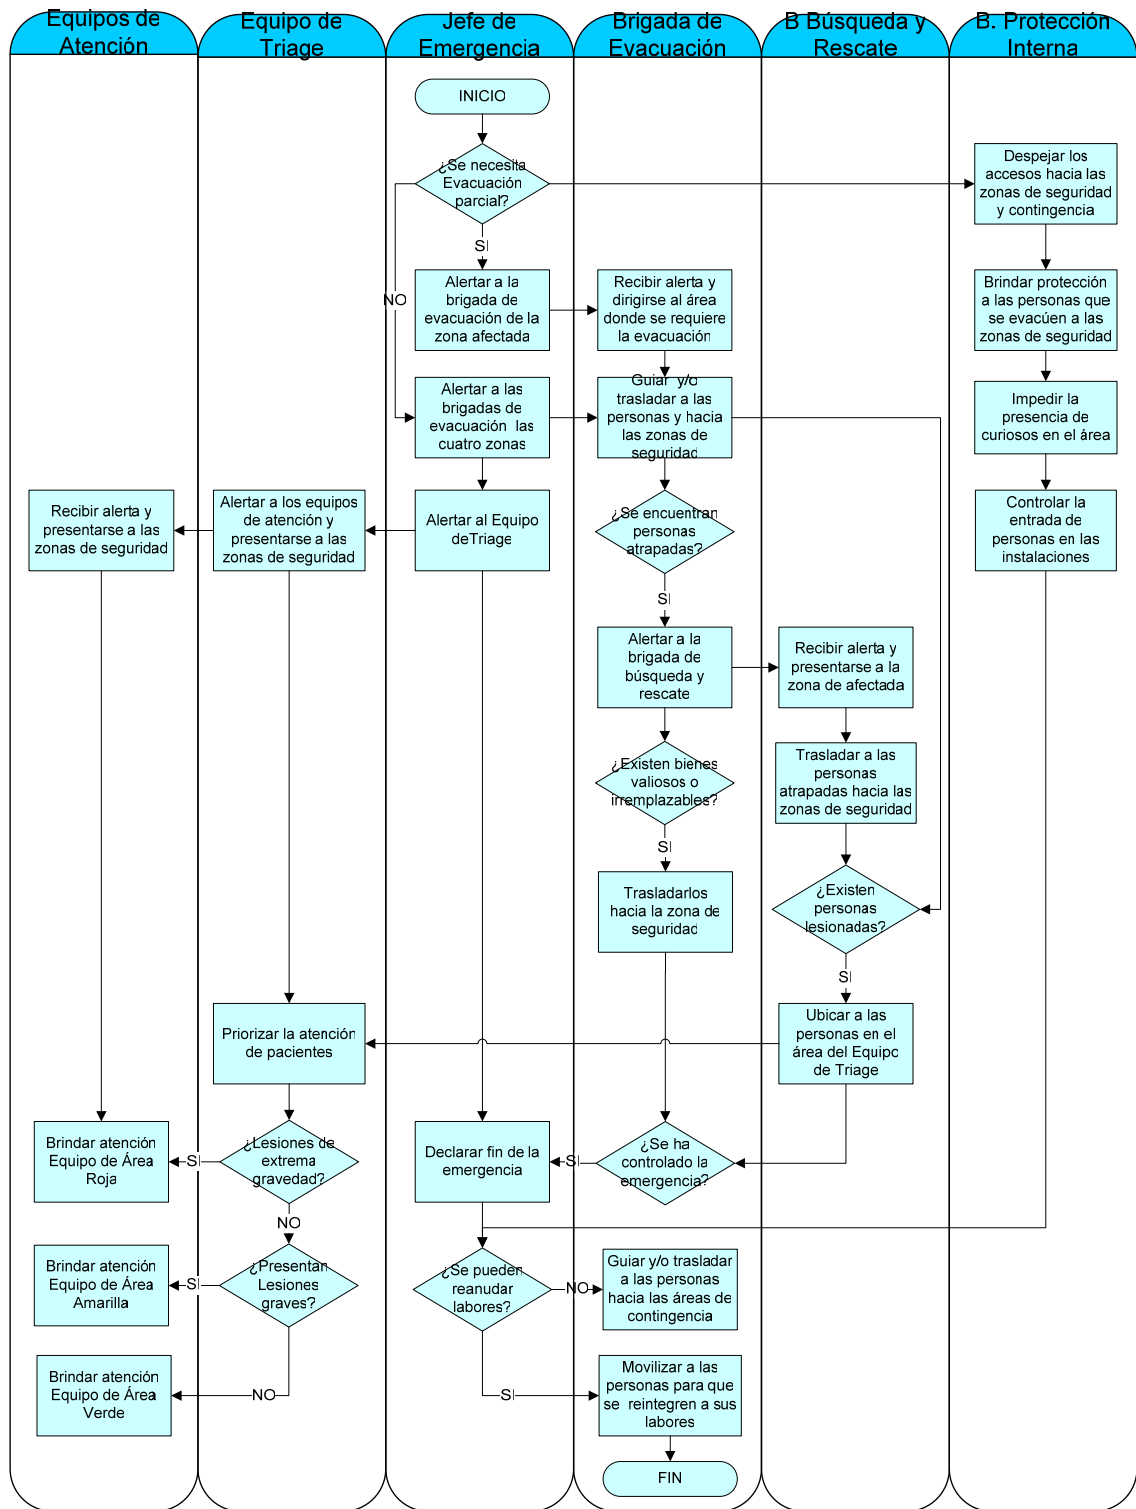 Equipos de
Atención
Equipo de
Triage
Jefe de
Emergencia
Brigada de
Evacuación
B Búsqueda y
Rescate
B. Protección
Interna
INICIO
¿Se necesita
Evacuación
parcial?
Despejar los
accesos hacia las
zonas de seguridad
y contingencia
SI
NO
Alertar a la
brigada de
evacuación de la
zona afectada
Recibir alerta y
dirigirse al área
donde se requiere
la evacuación
Brindar protección
a las personas que
se evacúen a las
zonas de seguridad
Alertar a las
brigadas de
evacuación las
cuatro zonas
Guiar y/o
trasladar a las
personas y hacia
las zonas de
seguridad
Impedir la
presencia de
curiosos en el área
Recibir alerta y
presentarse a las
zonas de seguridad
Alertar a los equipos
de atención y
presentarse a las
zonas de seguridad
Alertar al Equipo
deTriage
¿Se encuentran
personas
atrapadas?
Controlar la
entrada de
personas en las
instalaciones
SI
Alertar a la
brigada de
búsqueda y
rescate
Recibir alerta y
presentarse a la
zona de afectada
¿Existen bienes
valiosos o
irremplazables?
Trasladar a las
personas
atrapadas hacia las
zonas de seguridad
SI
Trasladarlos
hacia la zona de
seguridad
¿Existen
personas
lesionadas?
SI
Priorizar la atención
de pacientes
Ubicar a las
personas en el
área del Equipo
de Triage
Brindar atención
Equipo de Área
Roja
SI
¿Lesiones de
extrema
gravedad?
Declarar fin de la
emergencia
SI
¿Se ha
controlado la
emergencia?
NO
Brindar atención
Equipo de Área
Amarilla
SI
¿Presentan
Lesiones
graves?
¿Se pueden
reanudar
labores?
NO
Guiar y/o trasladar
a las personas
hacia las áreas de
contingencia
Brindar atención
Equipo de Área
Verde
NO
SI
Movilizar a las
personas para que
se reintegren a sus
labores
FIN